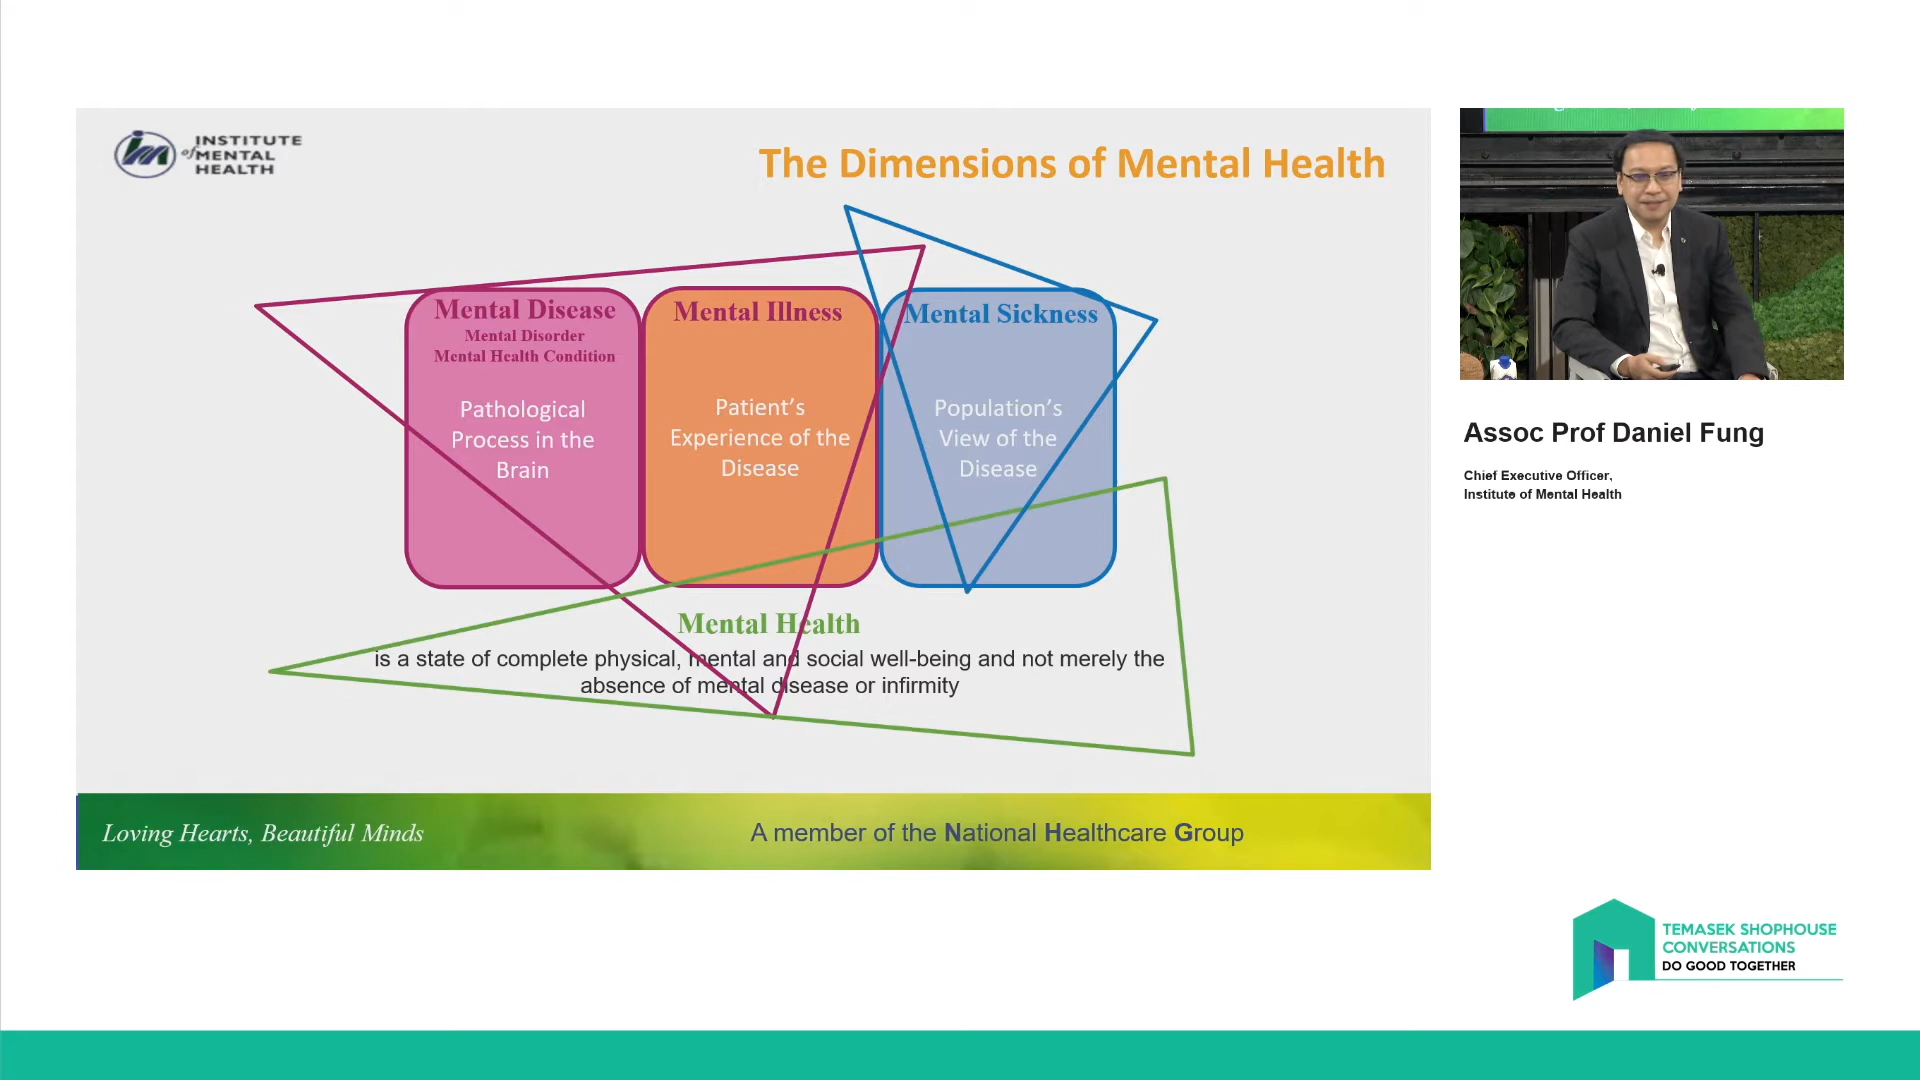 INSTITUTE
of MENTAL
HEALTH
The Dimensions of Mental Health
Mental Disease
Mental Disorder
Mental Health Condition
Pathological
Process in the
Brain
Mental Illness
Patient’s
Experience of the
Disease
Mental Sickness
Population’s
View of the
Disease
Mental Health
is a state of complete physical, mental and social well-being and not merely the
absence of mental disease or infirmity
Loving Hearts, Beautiful Minds
A member of the National Healthcare Group
Assoc Prof Daniel Fung
Chief Executive Officer,
Institute of Mental Health
TEMASEK SHOPHOUSE
CONVERSATIONS
DO GOOD TOGETHER